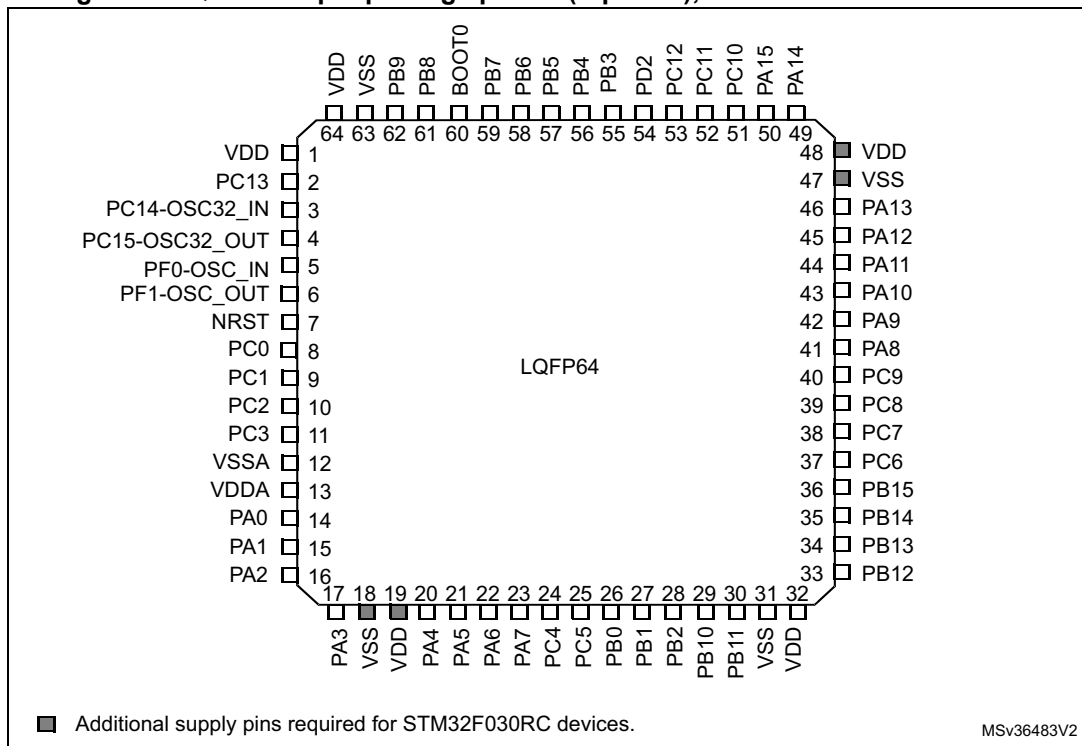 VDD
VSS
PB9
PB8
BOOT0
PB7
PB6
PB5
PB4
PB3
PD2
PC12
PC11
PC10
PA15
PA14
64 63 62 61 60 59 58 57 56 55 54 53 52 51 50 49
VDD 1
PC13 2
PC14-OSC32_IN 3
PC15-OSC32_OUT 4
PF0-OSC_IN 5
PF1-OSC_OUT 6
NRST 7
PC0 8
PC1 9
PC2 10
PC3 11
VSSA 12
VDDA 13
PA0 14
PA1 15
PA2 16
LQFP64
48 VDD
47 VSS
46 PA13
45 PA12
44 PA11
43 PA10
42 PA9
41 PA8
40 PC9
39 PC8
38 PC7
37 PC6
36 PB15
35 PB14
34 PB13
33 PB12
17 18 19 20 21 22 23 24 25 26 27 28 29 30 31 32
PA3
VSS
VDD
PA4
PA5
PA6
PA7
PC4
PC5
PB0
PB1
PB2
PB10
PB11
VSS
VDD
Additional supply pins required for STM32F030RC devices.
MSv36483V2